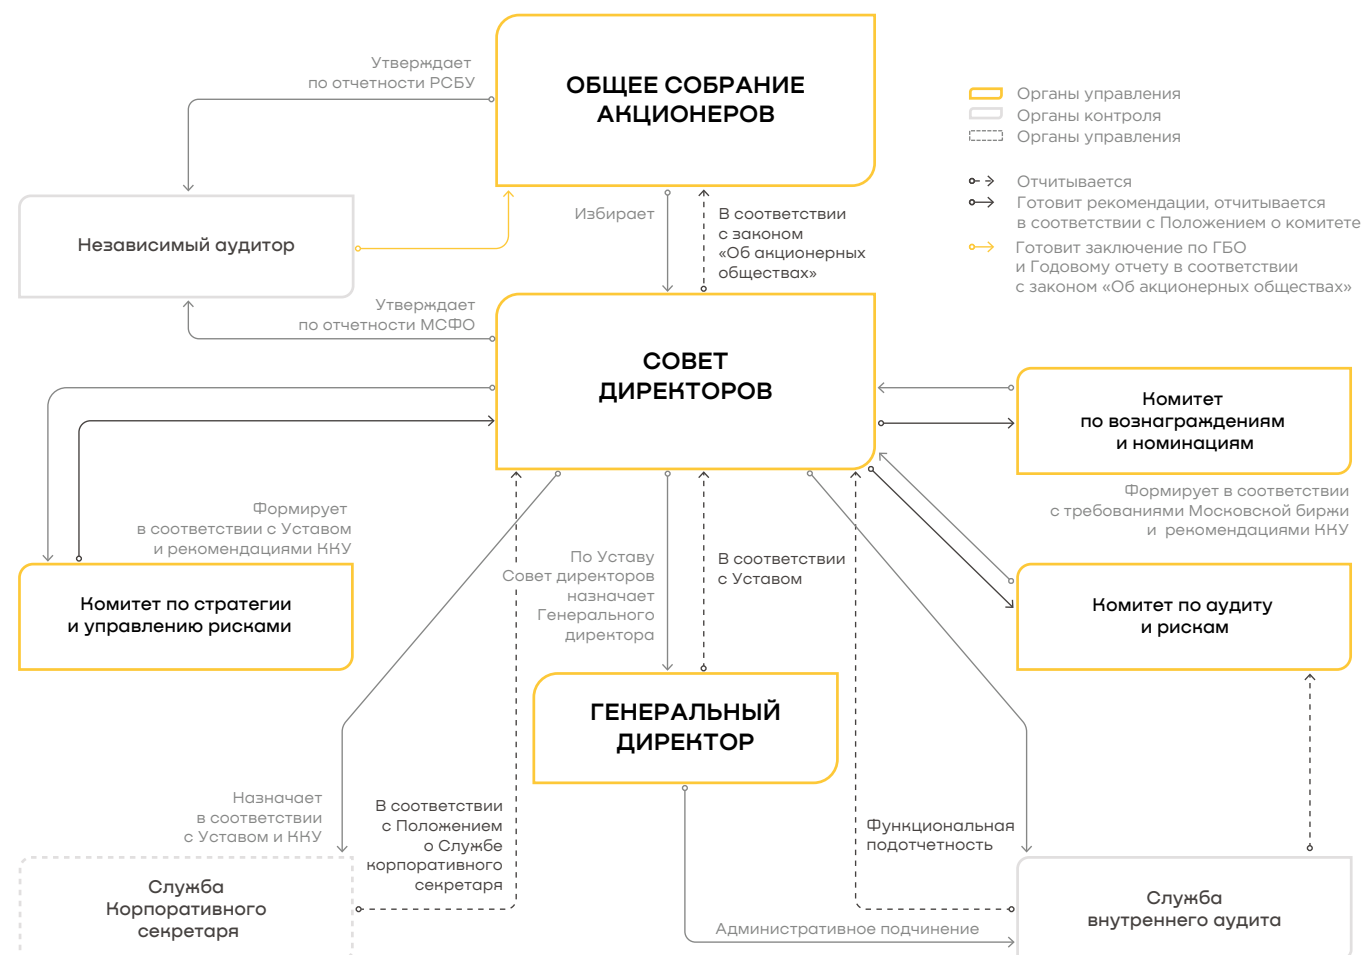 Утверждает
по отчетности РСБУ
ОБЩЕЕ СОБРАНИЕ
АКЦИОНЕРОВ
Органы управления
Органы контроля
Органы управления
Отчитывается
Готовит рекомендации, отчитывается
в соответствии с Положением о комитете
Готовит заключение по ГБО
и Годовому отчету в соответствии
с законом «Об акционерных обществах»
Независимый аудитор
Избирает
В соответствии
с законом
«Об акционерных
обществах»
Утверждает
по отчетности МСФО
СОВЕТ
ДИРЕКТОРОВ
Комитет
по вознаграждениям
и номинациям
Формирует в соответствии
с требованиями Московской биржи
и рекомендациями ККУ
Формирует
в соответствии с Уставом
и рекомендациями ККУ
По Уставу
Совет директоров
назначает
Генерального
директора
В соответствии
с Уставом
Комитет по стратегии
и управлению рисками
Комитет по аудиту
и рискам
ГЕНЕРАЛЬНЫЙ
ДИРЕКТОР
Назначает
в соответствии
с Уставом и ККУ
В соответствии
с Положением
о Службе
корпоративного
секретаря
Функциональная
подотчетность
Служба
Корпоративного
секретаря
Административное подчинение
Служба
внутреннего аудита